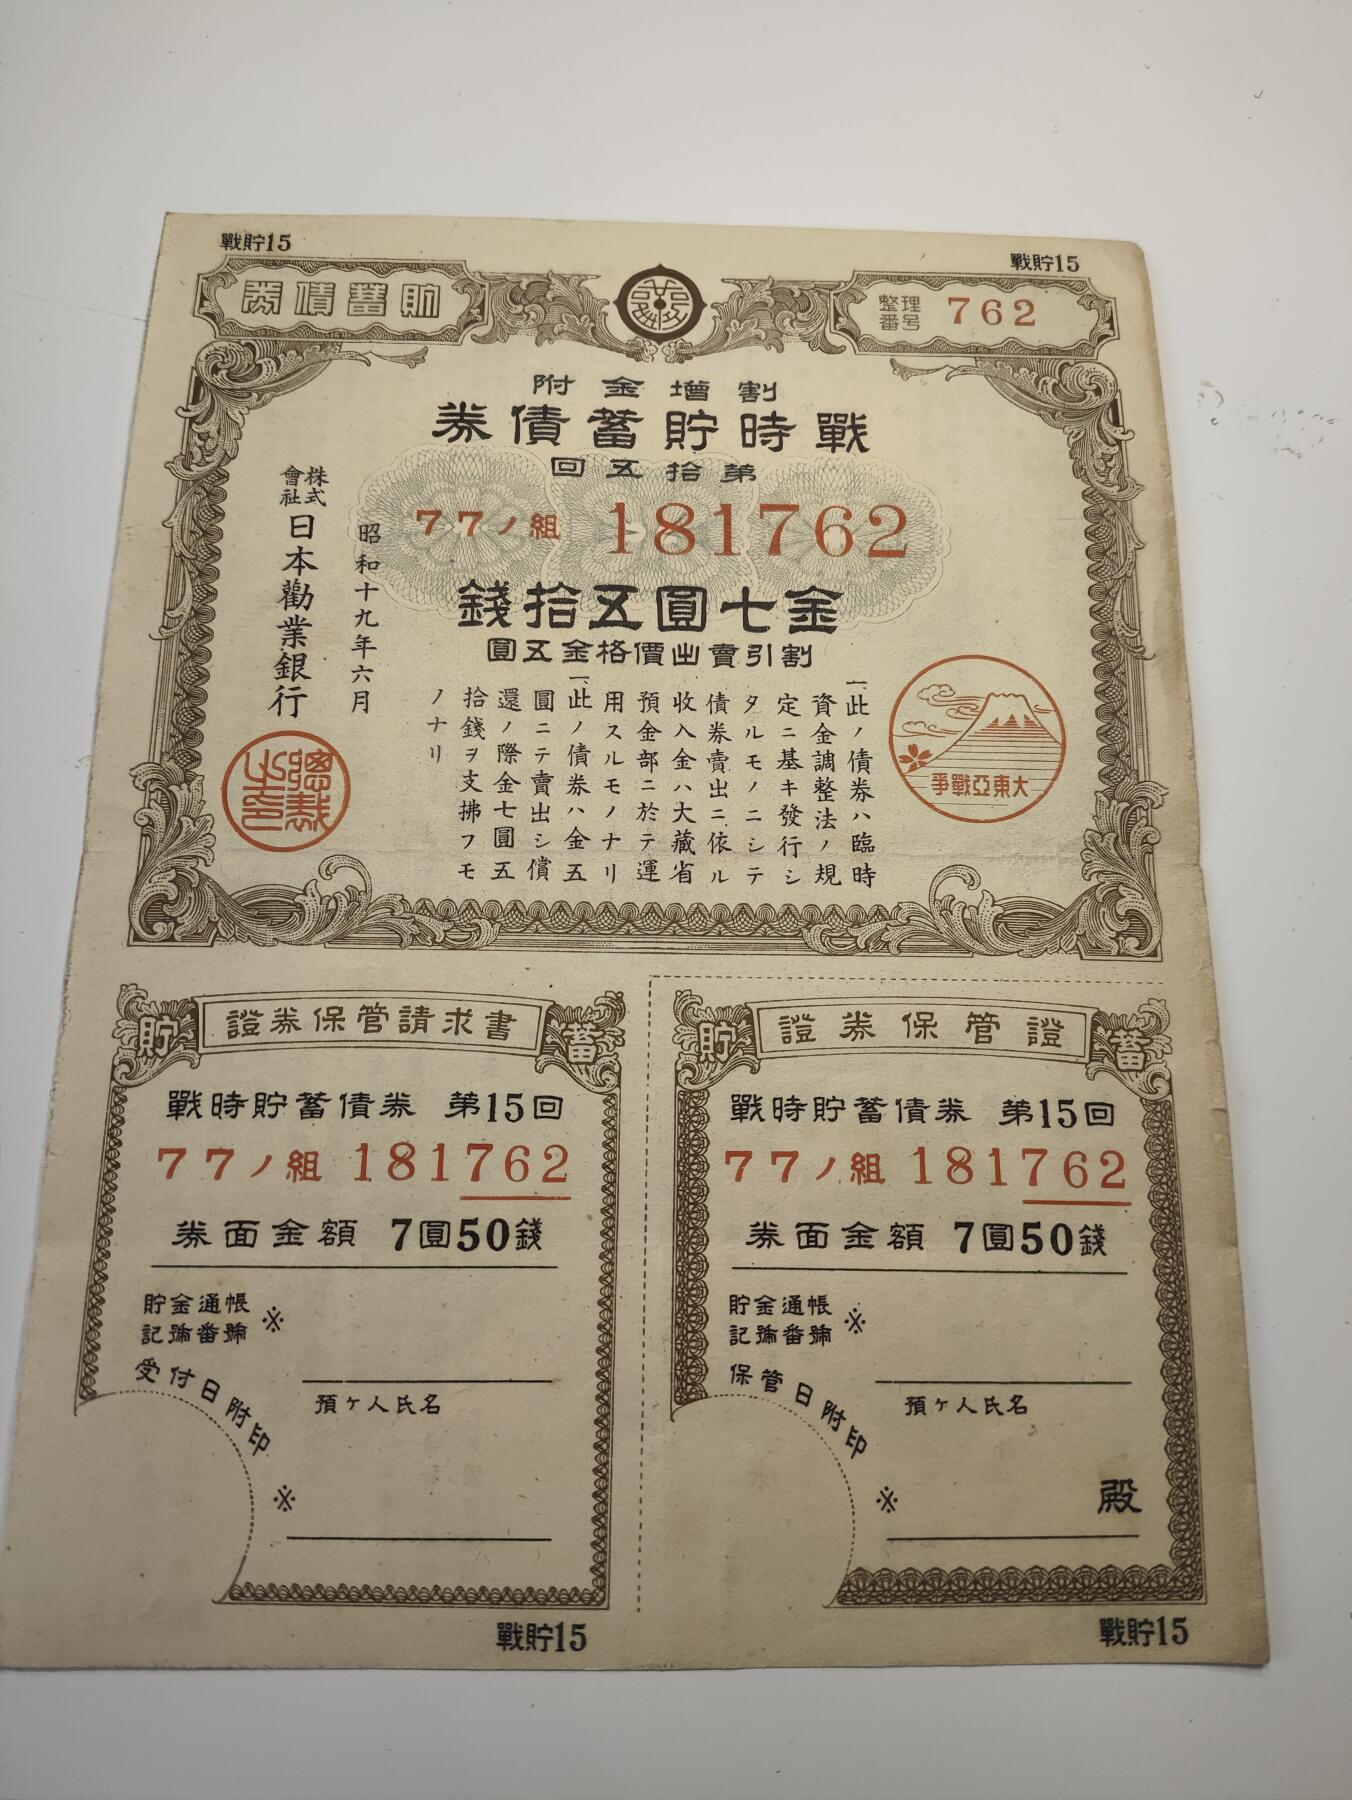 戰貯15
戰貯15
貯蓄債券
整理番号 762
割增金附
戰時貯蓄債券
第拾五回
77ノ組 181762
金七圓五拾錢
割引賣出價格金五圓
一、此ノ債券ハ臨時
資金調整法ノ規
定ニ基キ發行シ
タルモノニシテ
債券賣出ニ依ル
收入金ハ大藏省
預金部ニ於テ運
用スルモノナリ
一、此ノ債券ハ金五
圓ニテ賣出シ償
還ノ際金七圓五
拾錢ヲ支拂フモ
ノナリ
昭和十九年六月
株式會社日本勸業銀行
總裁之印
大東亞戰爭
貯蓄
證券保管請求書
戰時貯蓄債券 第15回
77ノ組 181762
券面金額 7圓50錢
貯金通帳
記號番號 ※
受付日附印
預ケ人氏名
※
戰貯15
貯蓄
證券保管證
戰時貯蓄債券 第15回
77ノ組 181762
券面金額 7圓50錢
貯金通帳
記號番號 ※
保管日附印
預ケ人氏名
※
殿
戰貯15